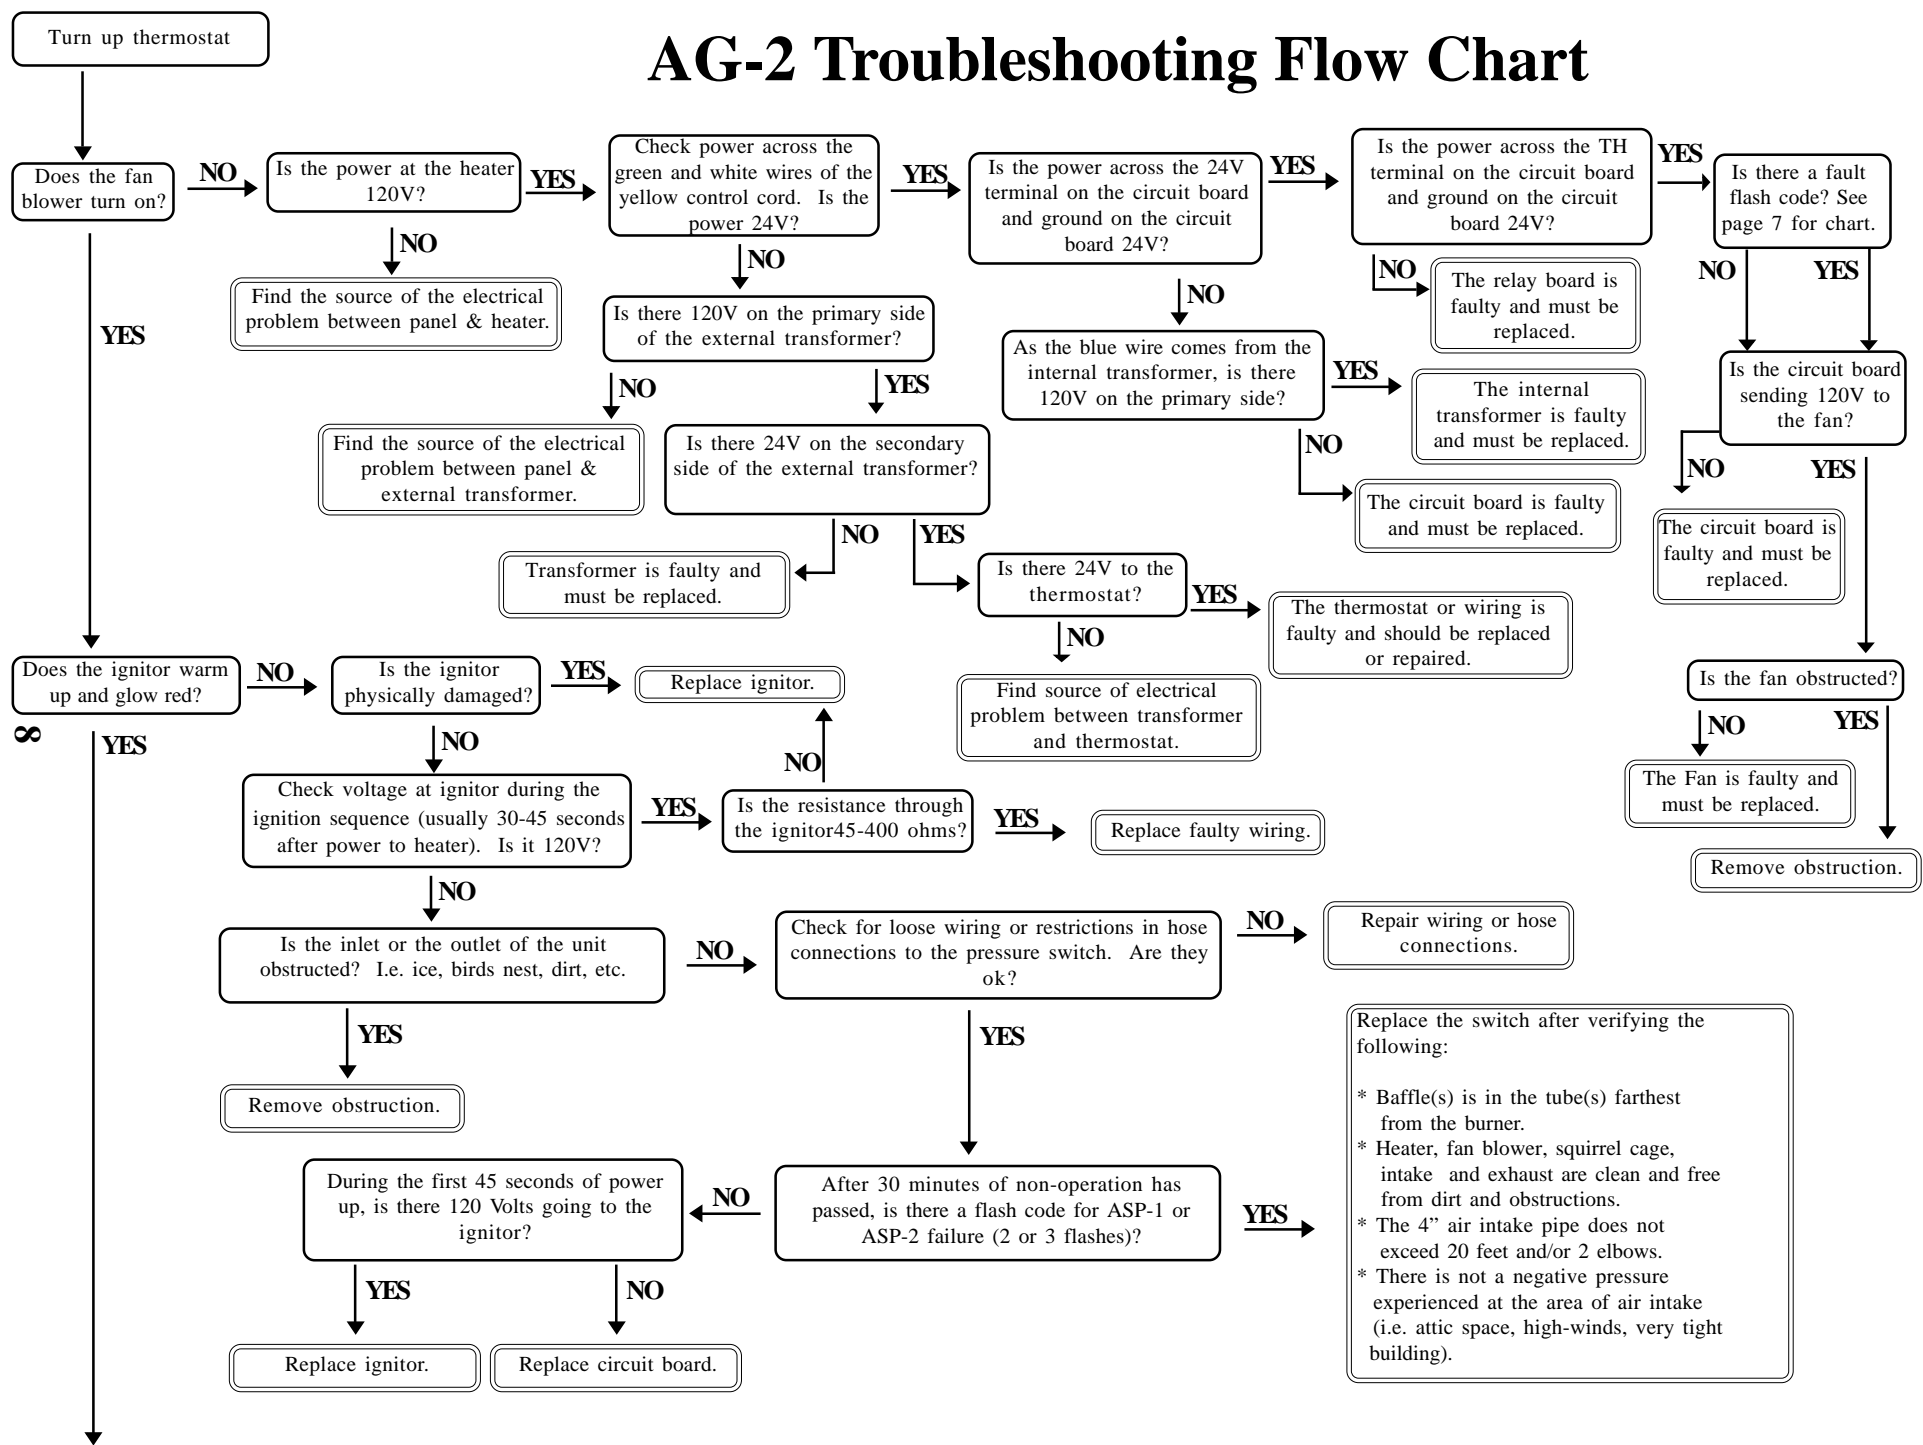 Turn up thermostat
AG-2 Troubleshooting Flow Chart
Does the fan
blower turn on?
NO
Is the power at the heater
120V?
YES
Check power across the
green and white wires of the
yellow control cord. Is the
power 24V?
YES
Is the power across the 24V
terminal on the circuit board
and ground on the circuit
board 24V?
YES
Is the power across the TH
terminal on the circuit board
and ground on the circuit
board 24V?
YES
Is there a fault
flash code? See
page 7 for chart.
NO
Find the source of the electrical
problem between panel & heater.
NO
Is there 120V on the primary side
of the external transformer?
NO
As the blue wire comes from the
internal transformer, is there
120V on the primary side?
NO
The relay board is
faulty and must be
replaced.
NO
YES
YES
The internal
transformer is faulty
and must be replaced.
Is the circuit board
sending 120V to
the fan?
YES
NO
Find the source of the electrical
problem between panel &
external transformer.
YES
Is there 24V on the secondary
side of the external transformer?
NO
The circuit board is faulty
and must be replaced.
NO
The circuit board is
faulty and must be
replaced.
YES
NO
Transformer is faulty and
must be replaced.
YES
Is there 24V to the
thermostat?
YES
The thermostat or wiring is
faulty and should be replaced
or repaired.
NO
Find source of electrical
problem between transformer
and thermostat.
Is the fan obstructed?
NO
The Fan is faulty and
must be replaced.
YES
Remove obstruction.
Does the ignitor warm
up and glow red?
NO
Is the ignitor
physically damaged?
YES
Replace ignitor.
8
YES
NO
Check voltage at ignitor during the
ignition sequence (usually 30-45 seconds
after power to heater). Is it 120V?
YES
Is the resistance through
the ignitor45-400 ohms?
NO
YES
Replace faulty wiring.
NO
Is the inlet or the outlet of the unit
obstructed? I.e. ice, birds nest, dirt, etc.
NO
Check for loose wiring or restrictions in hose
connections to the pressure switch. Are they
ok?
NO
Repair wiring or hose
connections.
YES
Remove obstruction.
YES
After 30 minutes of non-operation has
passed, is there a flash code for ASP-1 or
ASP-2 failure (2 or 3 flashes)?
YES
Replace the switch after verifying the
following:
* Baffle(s) is in the tube(s) farthest
from the burner.
* Heater, fan blower, squirrel cage,
intake and exhaust are clean and free
from dirt and obstructions.
* The 4” air intake pipe does not
exceed 20 feet and/or 2 elbows.
* There is not a negative pressure
experienced at the area of air intake
(i.e. attic space, high-winds, very tight
building).
NO
During the first 45 seconds of power
up, is there 120 Volts going to the
ignitor?
YES
Replace ignitor.
NO
Replace circuit board.